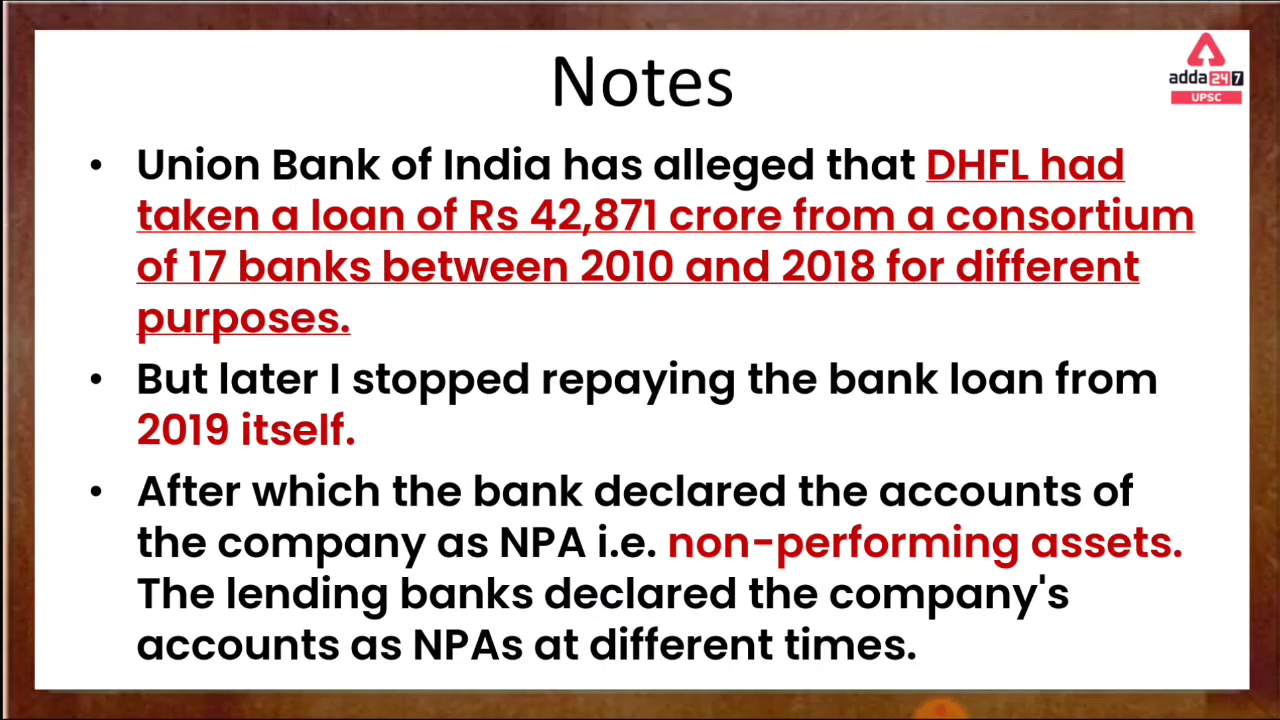 Notes
adda 24 7
UPSC
• Union Bank of India has alleged that DHFL had
taken a loan of Rs 42,871 crore from a consortium
of 17 banks between 2010 and 2018 for different
purposes.
• But later I stopped repaying the bank loan from
2019 itself.
• After which the bank declared the accounts of
the company as NPA i.e. non-performing assets.
The lending banks declared the company's
accounts as NPAs at different times.